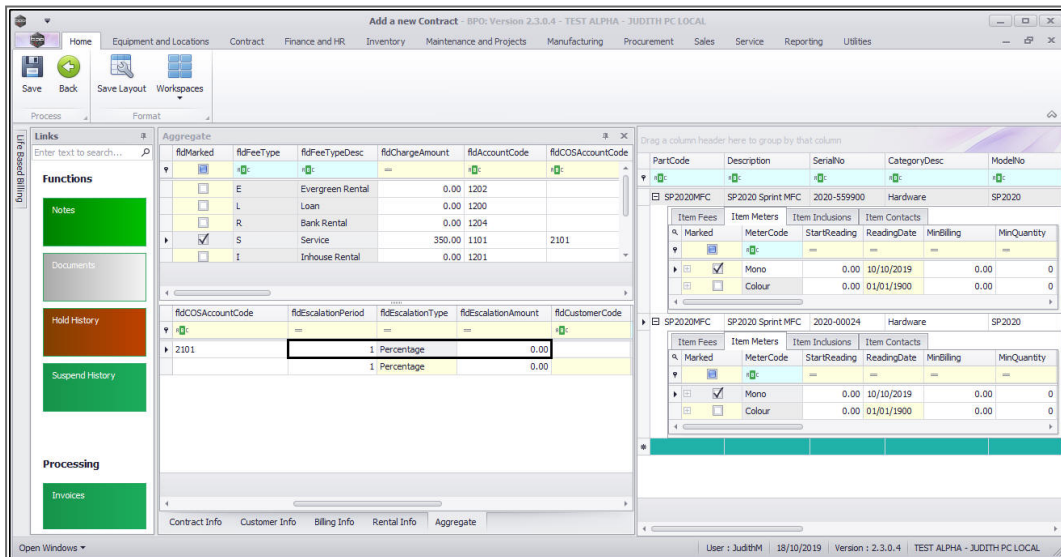 Add a new Contract - BPO: Version 2.3.0.4 - TEST ALPHA - JUDITH PC LOCAL
Home Equipment and Locations Contract Finance and HR Inventory Maintenance and Projects Manufacturing Procurement Sales Service Reporting Utilities
Save Back Save Layout Workspaces
Process Format
Life Based Billing
Links
Enter text to search...
Functions
Notes
Documents
Hold History
Suspend History
Processing
Invoices
Aggregate
fldMarked fldFeeType fldFeeTypeDesc fldChargeAmount fldAccountCode fldCOSAccountCode
E Evergreen Rental 0.00 1202
L Loan 0.00 1200
R Bank Rental 0.00 1204
S Service 350.00 1101 2101
I Inhouse Rental 0.00 1201
fldCOSAccountCode fldEscalationPeriod fldEscalationType fldEscalationAmount fldCustomerCode
2101 1 Percentage 0.00
1 Percentage 0.00
Contract Info Customer Info Billing Info Rental Info Aggregate
Drag a column header here to group by that column
PartCode Description SerialNo CategoryDesc ModelNo
SP2020MFC SP2020 Sprint MFC 2020-559900 Hardware SP2020
Item Fees Item Meters Item Inclusions Item Contacts
Marked MeterCode StartReading ReadingDate MinBilling MinQuantity
Mono 0.00 10/10/2019 0.00 0
Colour 0.00 01/01/1900 0.00 0
SP2020MFC SP2020 Sprint MFC 2020-00024 Hardware SP2020
Item Fees Item Meters Item Inclusions Item Contacts
Marked MeterCode StartReading ReadingDate MinBilling MinQuantity
Mono 0.00 10/10/2019 0.00 0
Colour 0.00 01/01/1900 0.00 0
Open Windows User : JudithM 18/10/2019 Version : 2.3.0.4 TEST ALPHA - JUDITH PC LOCAL